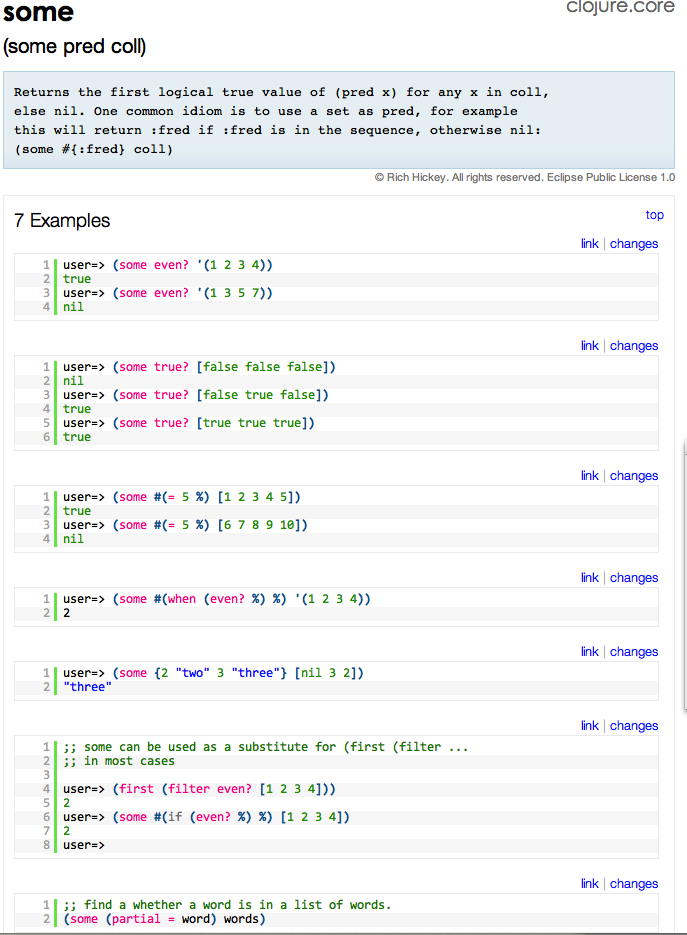 some
clojure.core
(some pred coll)
Returns the first logical true value of (pred x) for any x in coll,
else nil. One common idiom is to use a set as pred, for example
this will return :fred if :fred is in the sequence, otherwise nil:
(some #{:fred} coll)
© Rich Hickey. All rights reserved. Eclipse Public License 1.0
7 Examples
top
link | changes
1 user=> (some even? '(1 2 3 4))
2 true
3 user=> (some even? '(1 3 5 7))
4 nil
link | changes
1 user=> (some true? [false false false])
2 nil
3 user=> (some true? [false true false])
4 true
5 user=> (some true? [true true true])
6 true
link | changes
1 user=> (some #(= 5 %) [1 2 3 4 5])
2 true
3 user=> (some #(= 5 %) [6 7 8 9 10])
4 nil
link | changes
1 user=> (some #(when (even? %) %) '(1 2 3 4))
2 2
link | changes
1 user=> (some {2 "two" 3 "three"} [nil 3 2])
2 "three"
link | changes
1 ;; some can be used as a substitute for (first (filter ...
2 ;; in most cases
3
4 user=> (first (filter even? [1 2 3 4]))
5 2
6 user=> (some #(if (even? %) %) [1 2 3 4])
7 2
8 user=>
link | changes
1 ;; find a whether a word is in a list of words.
2 (some (partial = word) words)